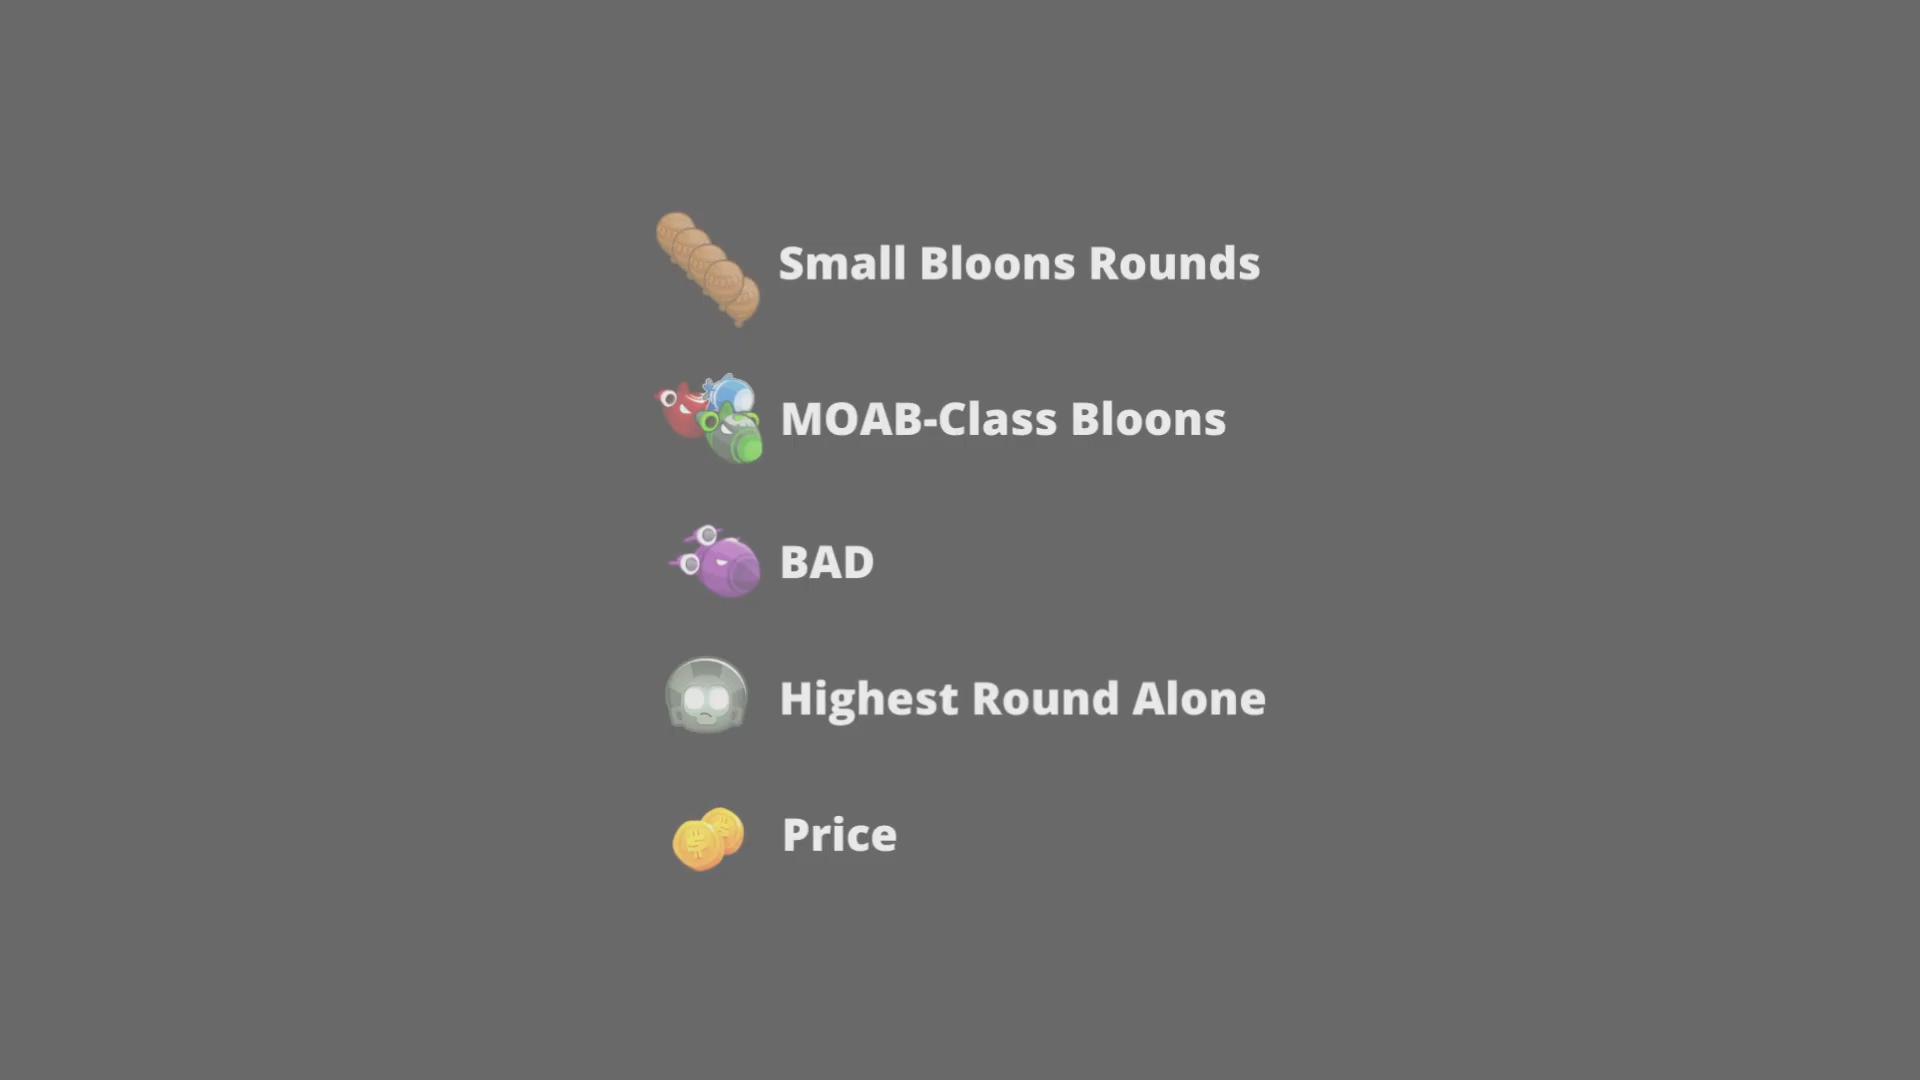 Small Bloons Rounds
MOAB-Class Bloons
BAD
Highest Round Alone
Price